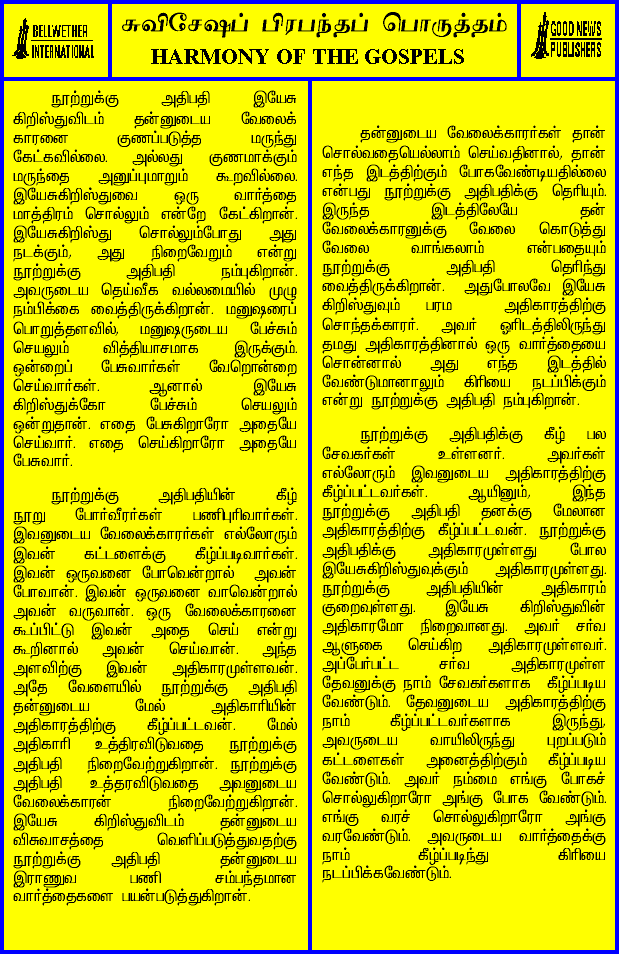 BELLWETHER
INTERNATIONAL
சுவிசேஷப் பிரபந்தப் பொருத்தம்
HARMONY OF THE GOSPELS
GOOD NEWS
PUBLISHERS
நூற்றுக்கு அதிபதி இயேசு
கிறிஸ்துவிடம் தன்னுடைய வேலைக்
காரனை குணப்படுத்த மருந்து
கேட்கவில்லை. அல்லது குணமாக்கும்
மருந்தை அனுப்புமாறும் கூறவில்லை.
இயேசுகிறிஸ்துவை ஒரு வார்த்தை
மாத்திரம் சொல்லும் என்றே கேட்கிறான்.
இயேசுகிறிஸ்து சொல்லும்போது அது
நடக்கும், அது நிறைவேறும் என்று
நூற்றுக்கு அதிபதி நம்புகிறான்.
அவருடைய தெய்வீக வல்லமையில் முழு
நம்பிக்கை வைத்திருக்கிறான். மனுஷரைப்
பொறுத்தளவில், மனுஷருடைய பேச்சும்
செயலும் வித்தியாசமாக இருக்கும்.
ஒன்றைப் பேசுவார்கள் வேறொன்றை
செய்வார்கள். ஆனால் இயேசு
கிறிஸ்துக்கோ பேச்சும் செயலும்
ஒன்றுதான். எதை பேசுகிறாரோ அதையே
செய்வார். எதை செய்கிறாரோ அதையே
பேசுவார்.
நூற்றுக்கு அதிபதியின் கீழ்
நூறு போர்வீரர்கள் பணிபுரிவார்கள்.
இவனுடைய வேலைக்காரர்கள் எல்லோரும்
இவன் கட்டளைக்கு கீழ்ப்படிவார்கள்.
இவன் ஒருவனை போவென்றால் அவன்
போவான். இவன் ஒருவனை வாவென்றால்
அவன் வருவான். ஒரு வேலைக்காரனை
கூப்பிட்டு இவன் அதை செய் என்று
கூறினால் அவன் செய்வான். அந்த
அளவிற்கு இவன் அதிகாரமுள்ளவன்.
அதே வேளையில் நூற்றுக்கு அதிபதி
தன்னுடைய மேல் அதிகாரியின்
அதிகாரத்திற்கு கீழ்ப்பட்டவன். மேல்
அதிகாரி உத்திரவிடுவதை நூற்றுக்கு
அதிபதி நிறைவேற்றுகிறான். நூற்றுக்கு
அதிபதி உத்தரவிடுவதை அவனுடைய
வேலைக்காரன் நிறைவேற்றுகிறான்.
இயேசு கிறிஸ்துவிடம் தன்னுடைய
விசுவாசத்தை வெளிப்படுத்துவதற்கு
நூற்றுக்கு அதிபதி தன்னுடைய
இராணுவ பணி சம்பந்தமான
வார்த்தைகளை பயன்படுத்துகிறான்.
தன்னுடைய வேலைக்காரர்கள் தான்
சொல்வதையெல்லாம் செய்வதினால், தான்
எந்த இடத்திற்கும் போகவேண்டியதில்லை
என்பது நூற்றுக்கு அதிபதிக்கு தெரியும்.
இருந்த இடத்திலேயே தன்
வேலைக்காரனுக்கு வேலை கொடுத்து
வேலை வாங்கலாம் என்பதையும்
நூற்றுக்கு அதிபதி தெரிந்து
வைத்திருக்கிறான். அதுபோலவே இயேசு
கிறிஸ்துவும் பரம அதிகாரத்திற்கு
சொந்தக்காரர். அவர் ஓரிடத்திலிருந்து
தமது அதிகாரத்தினால் ஒரு வார்த்தையை
சொன்னால் அது எந்த இடத்தில்
வேண்டுமானாலும் கிரியை நடப்பிக்கும்
என்று நூற்றுக்கு அதிபதி நம்புகிறான்.
நூற்றுக்கு அதிபதிக்கு கீழ் பல
சேவகர்கள் உள்ளனர். அவர்கள்
எல்லோரும் இவனுடைய அதிகாரத்திற்கு
கீழ்ப்பட்டவர்கள். ஆயினும், இந்த
நூற்றுக்கு அதிபதி தனக்கு மேலான
அதிகாரத்திற்கு கீழ்ப்பட்டவன். நூற்றுக்கு
அதிபதிக்கு அதிகாரமுள்ளது போல
இயேசுகிறிஸ்துவுக்கும் அதிகாரமுள்ளது.
நூற்றுக்கு அதிபதியின் அதிகாரம்
குறைவுள்ளது. இயேசு கிறிஸ்துவின்
அதிகாரமோ நிறைவானது. அவர் சர்வ
ஆளுகை செய்கிற அதிகாரமுள்ளவர்.
அப்பேர்பட்ட சர்வ அதிகாரமுள்ள
தேவனுக்கு நாம் சேவகர்களாக கீழ்ப்படிய
வேண்டும். தேவனுடைய அதிகாரத்திற்கு
நாம் கீழ்ப்பட்டவர்களாக இருந்து,
அவருடைய வாயிலிருந்து புறப்படும்
கட்டளைகள் அனைத்திற்கும் கீழ்ப்படிய
வேண்டும். அவர் நம்மை எங்கு போகச்
சொல்லுகிறாரோ அங்கு போக வேண்டும்.
எங்கு வரச் சொல்லுகிறாரோ அங்கு
வரவேண்டும். அவருடைய வார்த்தைக்கு
நாம் கீழ்ப்படிந்து கிரியை
நடப்பிக்கவேண்டும்.